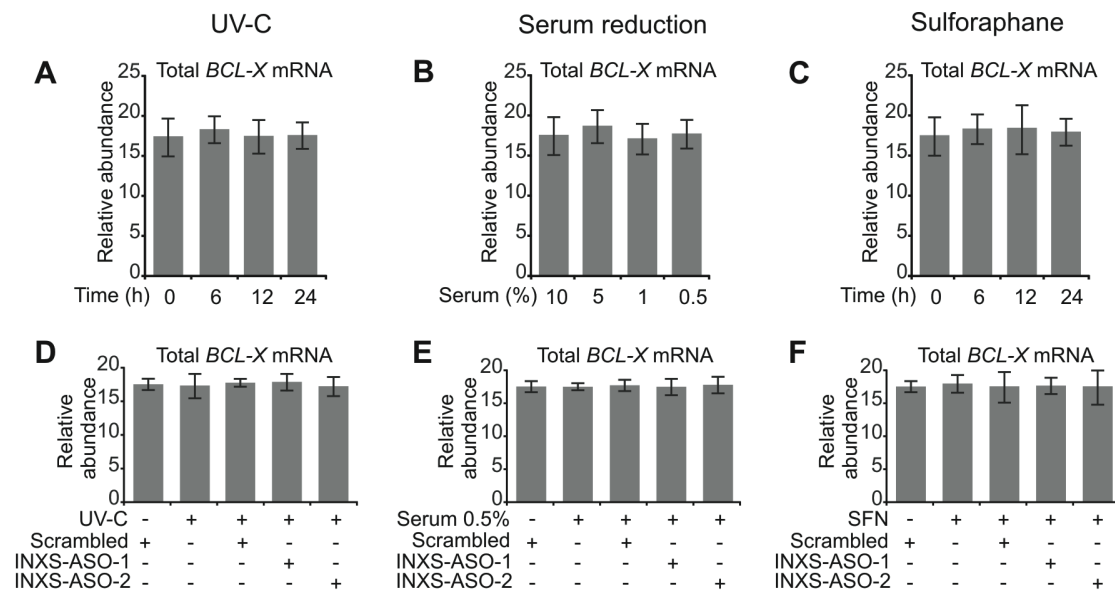 UV-C
Serum reduction
Sulforaphane
A
Total BCL-X mRNA
Relative abundance
25
20
15
10
5
0
Time (h) 0 6 12 24
B
Total BCL-X mRNA
Relative abundance
25
20
15
10
5
0
Serum (%) 10 5 1 0.5
C
Total BCL-X mRNA
Relative abundance
25
20
15
10
5
0
Time (h) 0 6 12 24
D
Total BCL-X mRNA
Relative
abundance
20
15
10
5
0
UV-C - + + + +
Scrambled + - + - -
INXS-ASO-1 - - - + -
INXS-ASO-2 - - - - +
E
Total BCL-X mRNA
Relative
abundance
20
15
10
5
0
Serum 0.5% - + + + +
Scrambled + - + - -
INXS-ASO-1 - - - + -
INXS-ASO-2 - - - - +
F
Total BCL-X mRNA
Relative
abundance
20
15
10
5
0
SFN - + + + +
Scrambled + - + - -
INXS-ASO-1 - - - + -
INXS-ASO-2 - - - - +